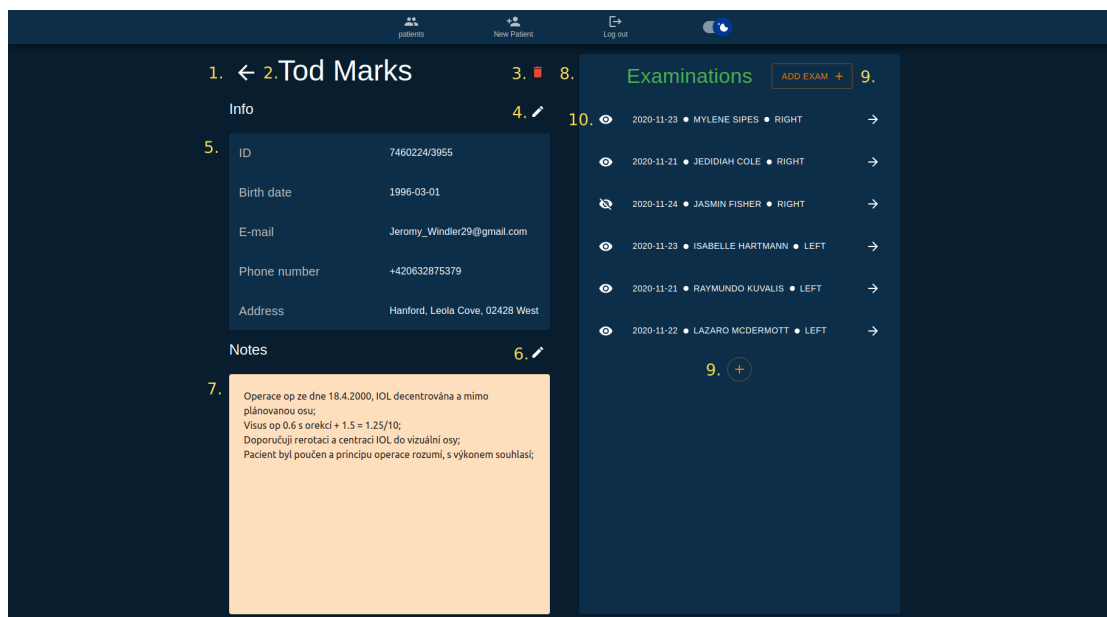 patients
New Patient
Log out
1.
2. Tod Marks
3.
Info
4.
5.
ID 7460224/3955
Birth date 1996-03-01
E-mail Jeromy_Windler29@gmail.com
Phone number +420632875379
Address Hanford, Leola Cove, 02428 West
Notes
6.
7.
Operace op ze dne 18.4.2000, IOL decentrována a mimo
plánovanou osu;
Visus op 0.6 s orekcí + 1.5 = 1.25/10;
Doporučuji rerotaci a centraci IOL do vizuální osy;
Pacient byl poučen a principu operace rozumí, s výkonem souhlasí;
8.
Examinations
ADD EXAM +
9.
10.
2020-11-23 ● MYLENE SIPES ● RIGHT
2020-11-21 ● JEDIDIAH COLE ● RIGHT
2020-11-24 ● JASMIN FISHER ● RIGHT
2020-11-23 ● ISABELLE HARTMANN ● LEFT
2020-11-21 ● RAYMUNDO KUVALIS ● LEFT
2020-11-22 ● LAZARO MCDERMOTT ● LEFT
9. +